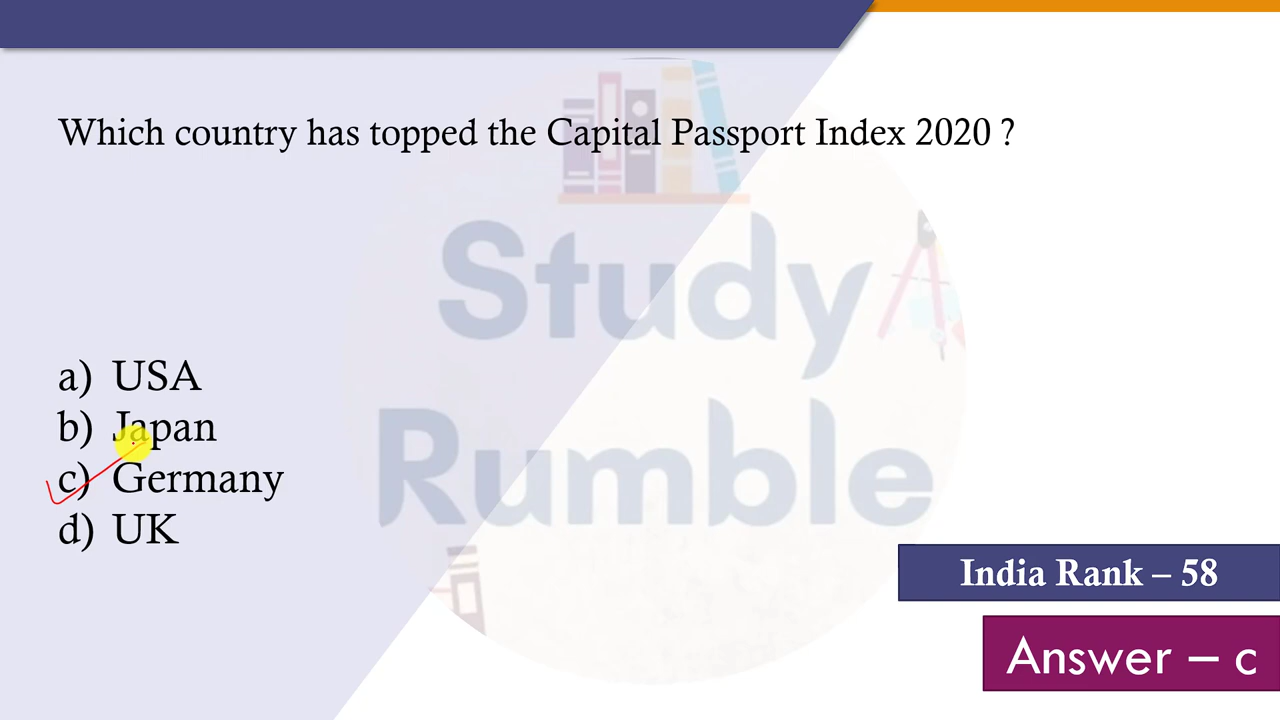 Which country has topped the Capital Passport Index 2020 ?
Study
Rumble
a) USA
b) Japan
c) Germany
d) UK
India Rank – 58
Answer – c